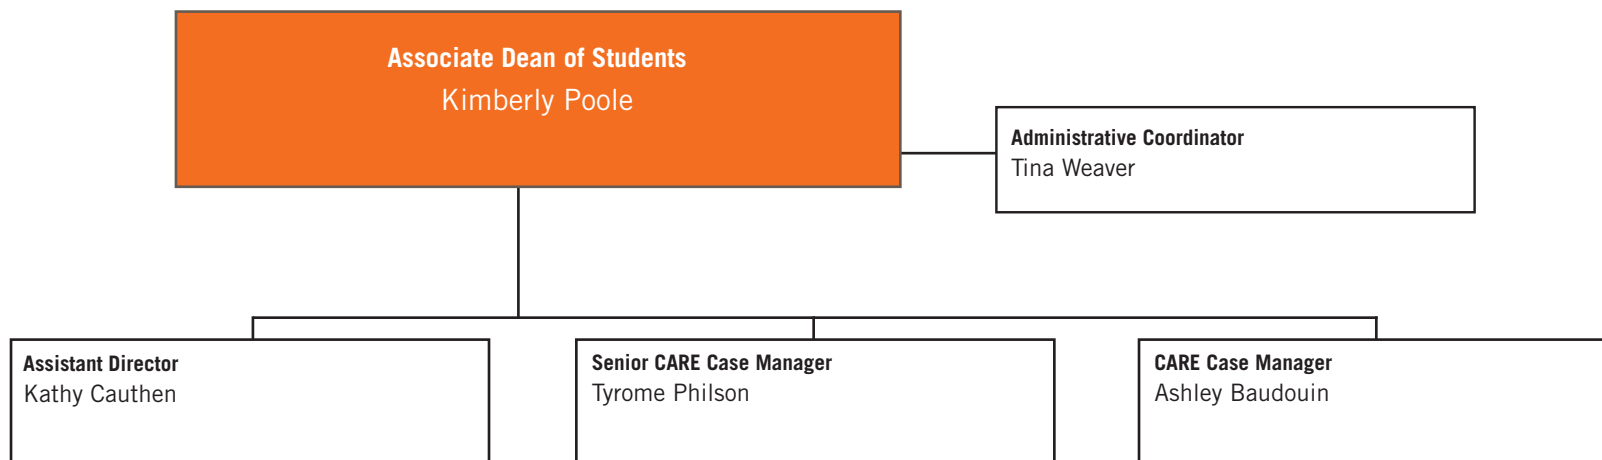 Associate Dean of Students
Kimberly Poole
Administrative Coordinator
Tina Weaver
Assistant Director
Kathy Cauthen
Senior CARE Case Manager
Tyrome Philson
CARE Case Manager
Ashley Baudouin